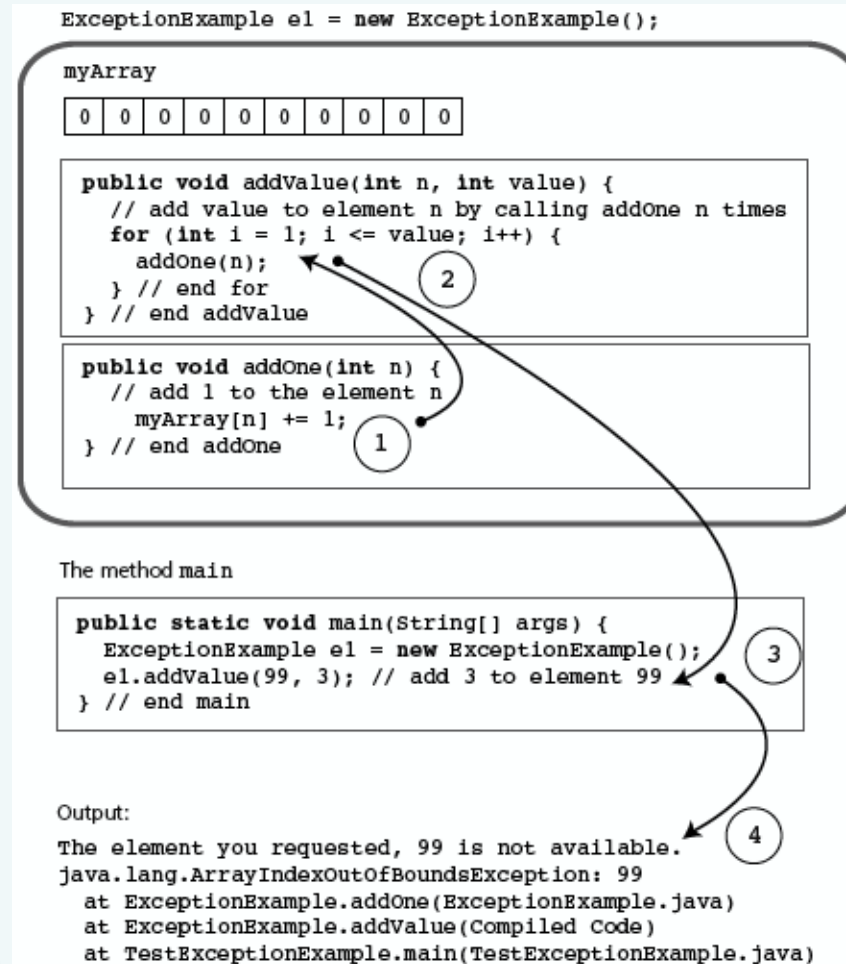 ExceptionExample e1 = new ExceptionExample();
myArray
0 0 0 0 0 0 0 0 0 0
public void addValue(int n, int value) {
// add value to element n by calling addOne n times
for (int i = 1; i <= value; i++) {
addOne(n);
2
} // end for
} // end addValue
public void addOne(int n) {
// add 1 to the element n
myArray[n] += 1;
1
} // end addOne
The method main
public static void main(String[] args) {
ExceptionExample e1 = new ExceptionExample();
3
e1.addValue(99, 3); // add 3 to element 99
} // end main
Output:
4
The element you requested, 99 is not available.
java.lang.ArrayIndexOutOfBoundsException: 99
at ExceptionExample.addOne(ExceptionExample.java)
at ExceptionExample.addValue(Compiled Code)
at TestExceptionExample.main(TestExceptionExample.java)